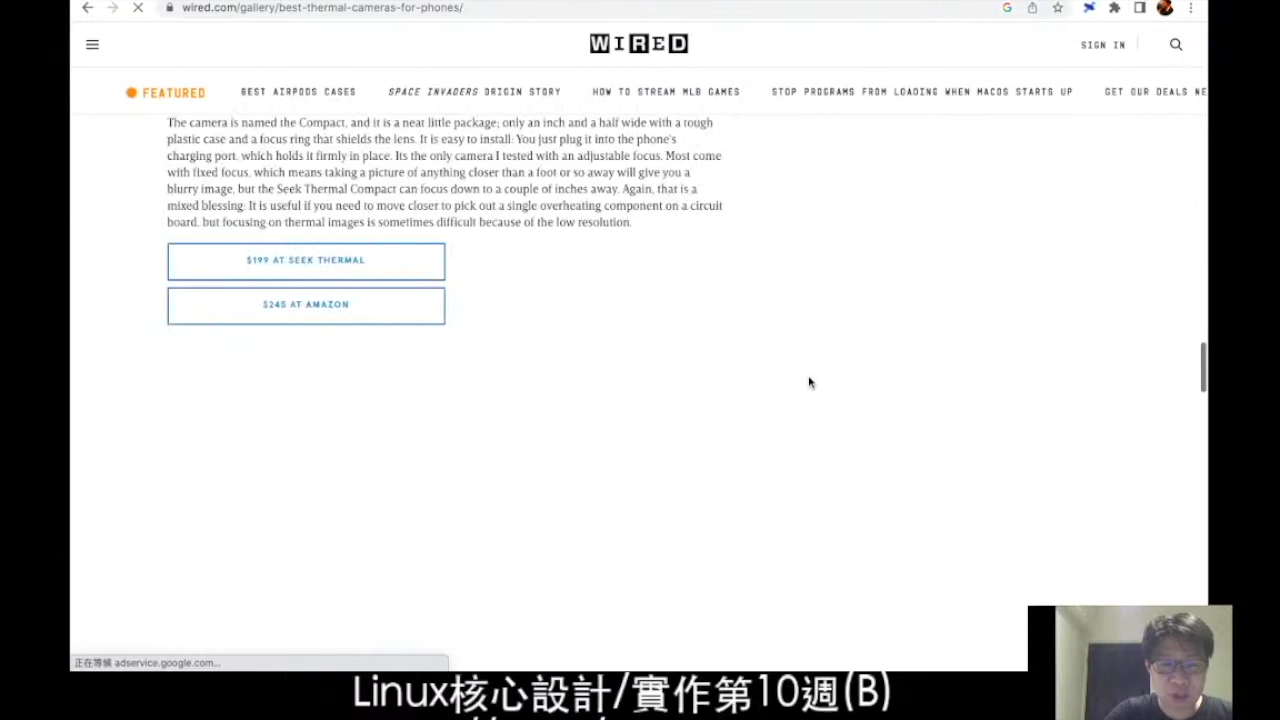 wired.com/gallery/best-thermal-cameras-for-phones/
WIRED
SIGN IN
FEATURED BEST AIRPODS CASES SPACE INVADERS ORIGIN STORY HOW TO STREAM MLB GAMES STOP PROGRAMS FROM LOADING WHEN MACOS STARTS UP GET OUR DEALS NE
The camera is named the Compact, and it is a neat little package; only an inch and a half wide with a tough
plastic case and a focus ring that shields the lens. It is easy to install: You just plug it into the phone's
charging port, which holds it firmly in place. Its the only camera I tested with an adjustable focus. Most come
with fixed focus, which means taking a picture of anything closer than a foot or so away will give you a
blurry image, but the Seek Thermal Compact can focus down to a couple of inches away. Again, that is a
mixed blessing: It is useful if you need to move closer to pick out a single overheating component on a circuit
board, but focusing on thermal images is sometimes difficult because of the low resolution.
$199 AT SEEK THERMAL
$245 AT AMAZON
正在等候 adservice.google.com...
Linux核心設計/實作第10週(B)